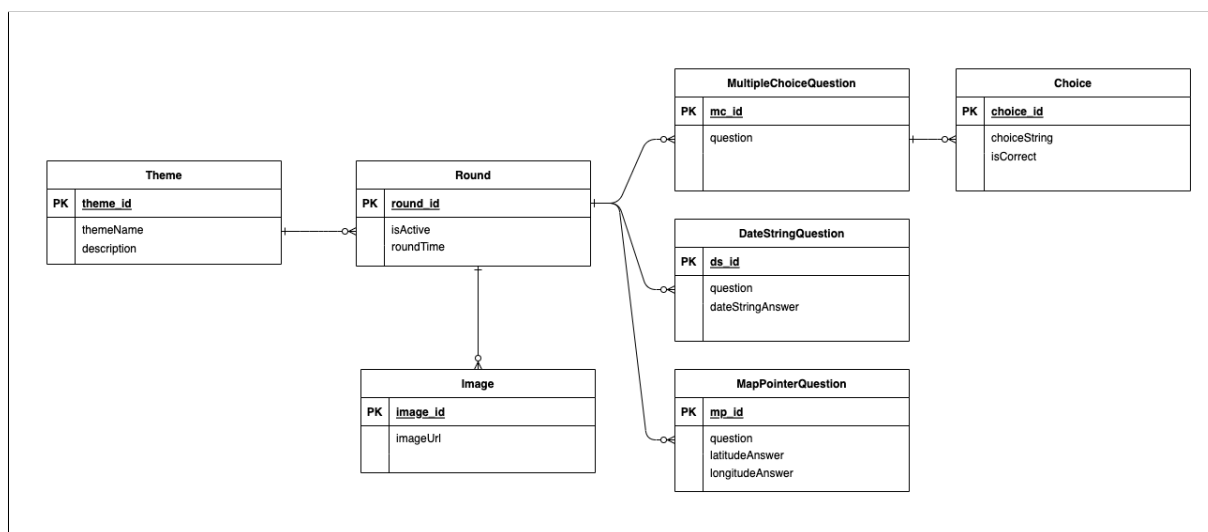 Theme
PK theme_id
themeName
description
Round
PK round_id
isActive
roundTime
Image
PK image_id
imageUrl
MultipleChoiceQuestion
PK mc_id
question
Choice
PK choice_id
choiceString
isCorrect
DateStringQuestion
PK ds_id
question
dateStringAnswer
MapPointerQuestion
PK mp_id
question
latitudeAnswer
longitudeAnswer